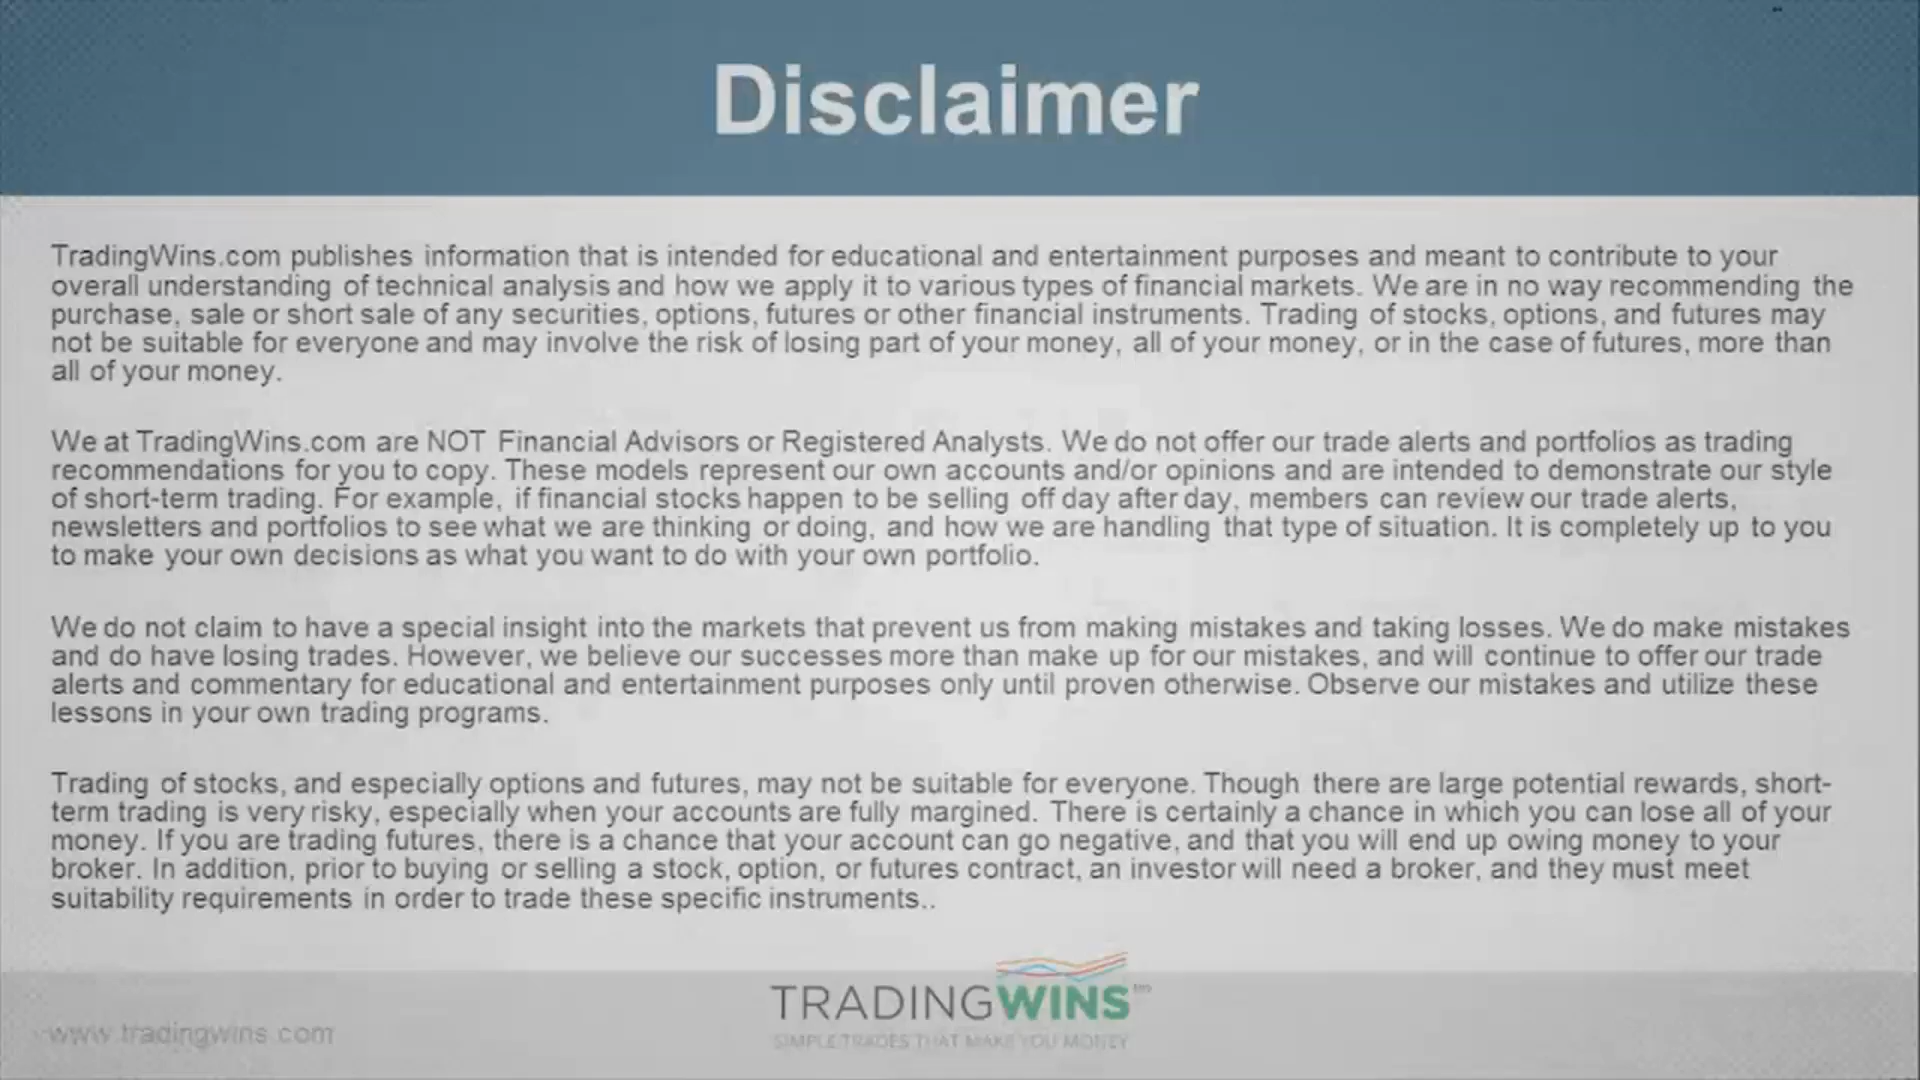 Disclaimer
TradingWins.com publishes information that is intended for educational and entertainment purposes and meant to contribute to your
overall understanding of technical analysis and how we apply it to various types of financial markets. We are in no way recommending the
purchase, sale or short sale of any securities, options, futures or other financial instruments. Trading of stocks, options, and futures may
not be suitable for everyone and may involve the risk of losing part of your money, all of your money, or in the case of futures, more than
all of your money.
We at TradingWins.com are NOT Financial Advisors or Registered Analysts. We do not offer our trade alerts and portfolios as trading
recommendations for you to copy. These models represent our own accounts and/or opinions and are intended to demonstrate our style
of short-term trading. For example, if financial stocks happen to be selling off day after day, members can review our trade alerts,
newsletters and portfolios to see what we are thinking or doing, and how we are handling that type of situation. It is completely up to you
to make your own decisions as what you want to do with your own portfolio.
We do not claim to have a special insight into the markets that prevent us from making mistakes and taking losses. We do make mistakes
and do have losing trades. However, we believe our successes more than make up for our mistakes, and will continue to offer our trade
alerts and commentary for educational and entertainment purposes only until proven otherwise. Observe our mistakes and utilize these
lessons in your own trading programs.
Trading of stocks, and especially options and futures, may not be suitable for everyone. Though there are large potential rewards, short-
term trading is very risky, especially when your accounts are fully margined. There is certainly a chance in which you can lose all of your
money. If you are trading futures, there is a chance that your account can go negative, and that you will end up owing money to your
broker. In addition, prior to buying or selling a stock, option, or futures contract, an investor will need a broker, and they must meet
suitability requirements in order to trade these specific instruments..
TRADINGWINS
SIMPLE TRADES THAT MAKE YOU MONEY
www.tradingwins.com